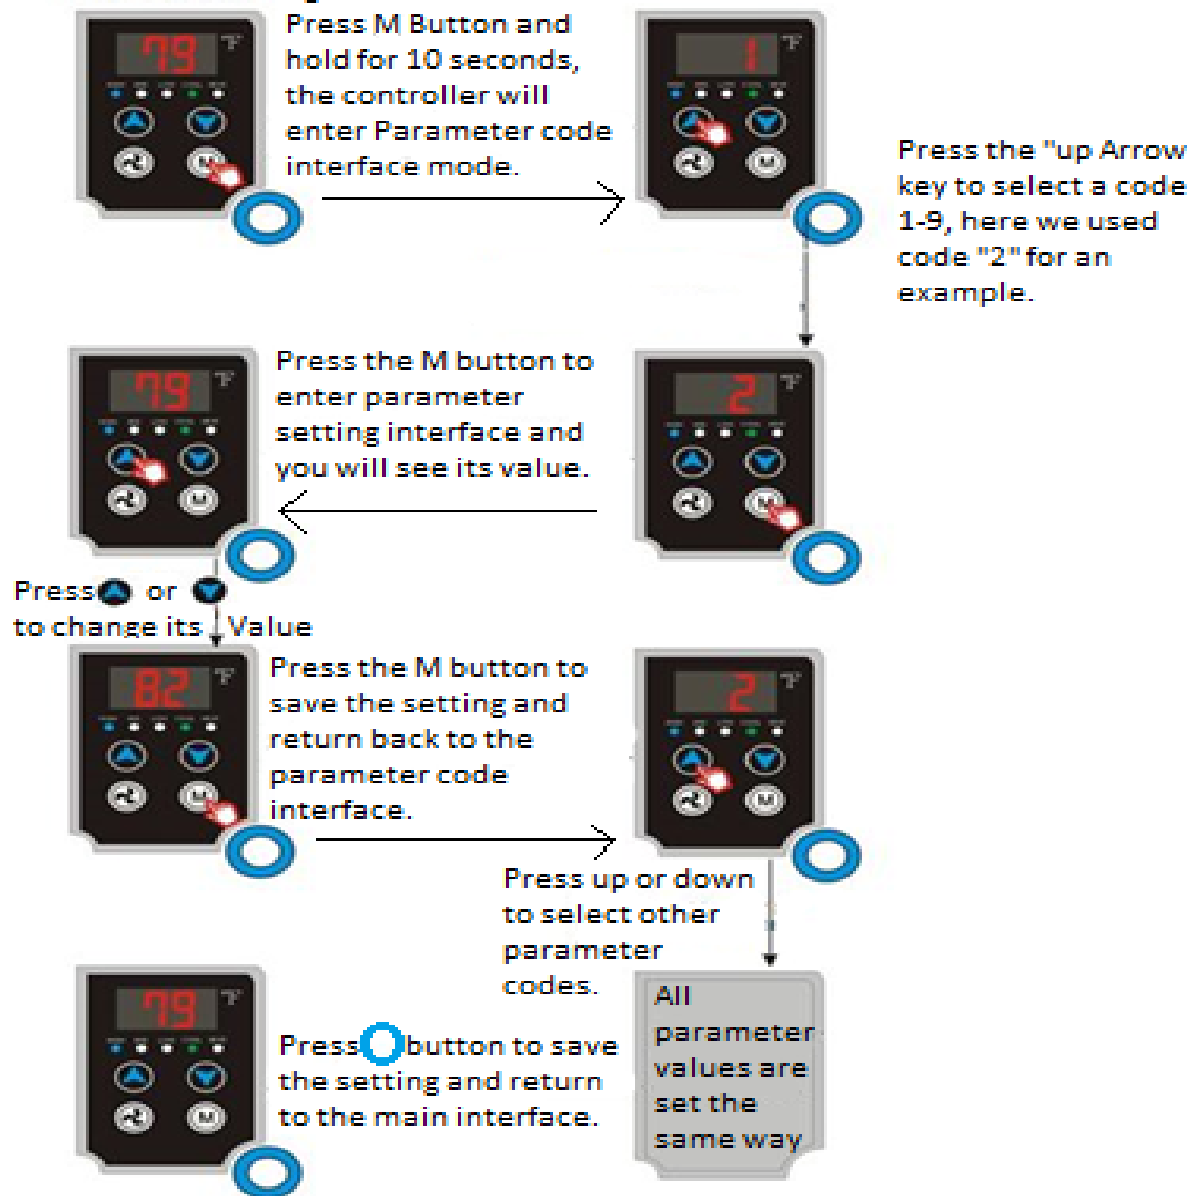 79 °F
Press M Button and
hold for 10 seconds,
the controller will
enter Parameter code
interface mode.
M
1 °F
M
Press the "up Arrow
key to select a code
1-9, here we used
code "2" for an
example.
79 °F
M
Press the M button to
enter parameter
setting interface and
you will see its value.
2 °F
M
Press or
to change its Value
82 °F
M
Press the M button to
save the setting and
return back to the
parameter code
interface.
2 °F
M
Press up or down
to select other
parameter
codes.
79 °F
M
Press button to save
the setting and return
to the main interface.
All
parameter
values are
set the
same way